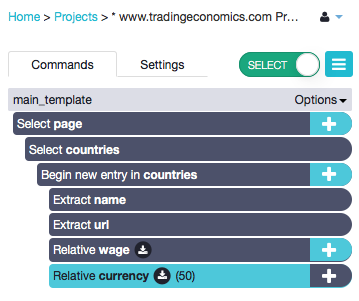 Home > Projects > * www.tradingeconomics.com Pr...
Commands
Settings
SELECT
main_template
Options
Select page
Select countries
Begin new entry in countries
Extract name
Extract url
Relative wage
Relative currency (50)